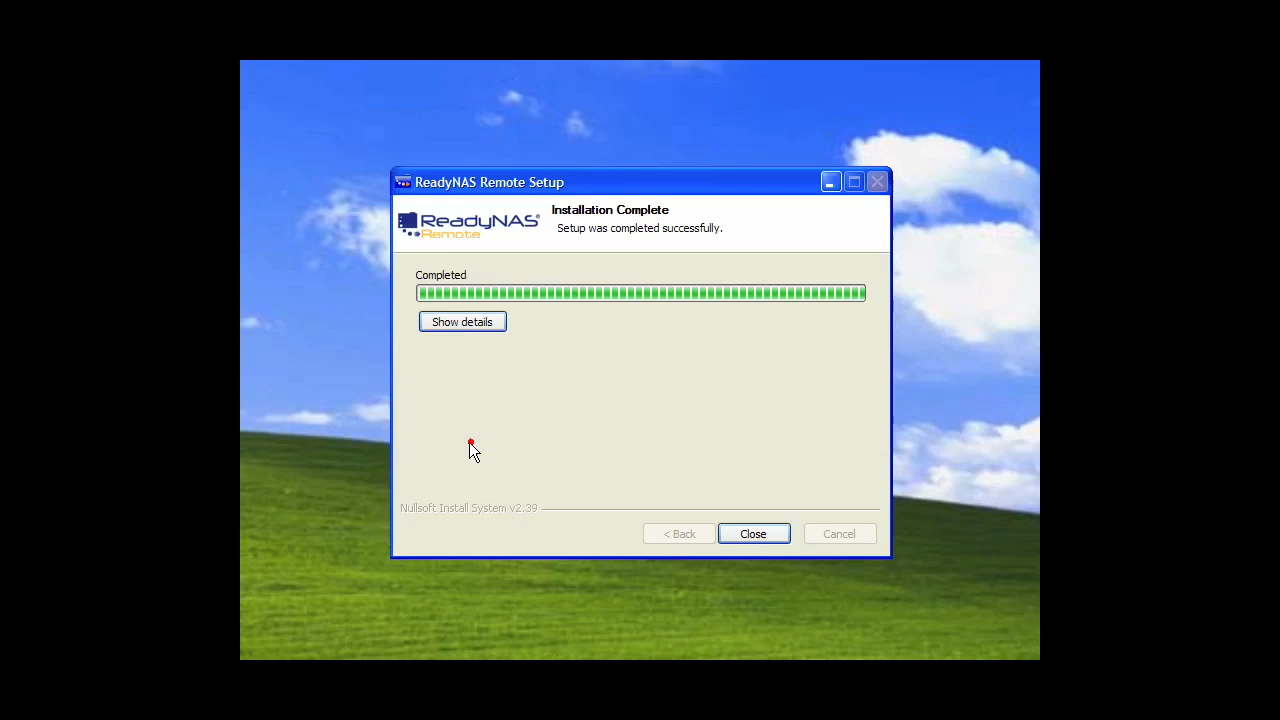 ReadyNAS Remote Setup
ReadyNAS®
Remote
Installation Complete
Setup was completed successfully.
Completed
Show details
Nullsoft Install System v2.39
< Back
Close
Cancel